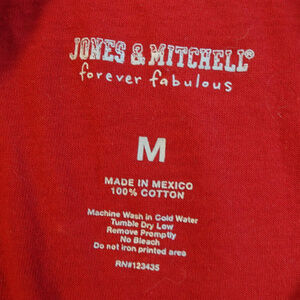 JONES & MITCHELL®
forever fabulous
M
MADE IN MEXICO
100% COTTON
Machine Wash in Cold Water
Tumble Dry Low
Remove Promptly
No Bleach
Do not iron printed area
RN#123435